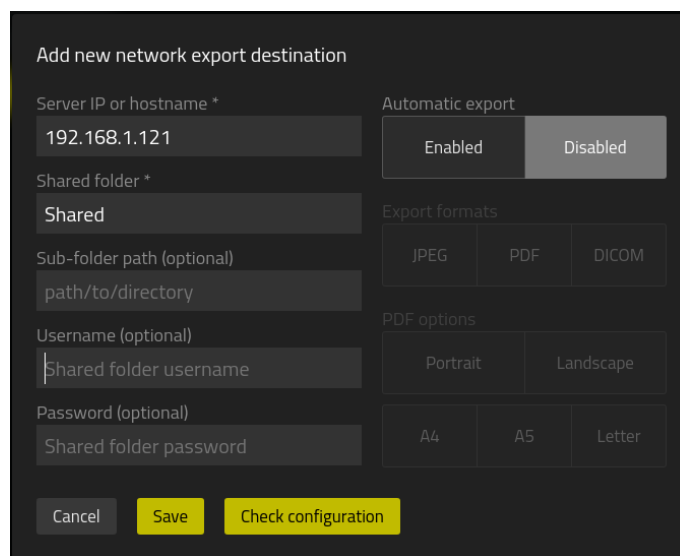 Add new network export destination
Server IP or hostname *
192.168.1.121
Shared folder *
Shared
Sub-folder path (optional)
path/to/directory
Username (optional)
Shared folder username
Password (optional)
Shared folder password
Automatic export
Enabled Disabled
Export formats
JPEG PDF DICOM
PDF options
Portrait Landscape
A4 A5 Letter
Cancel Save Check configuration